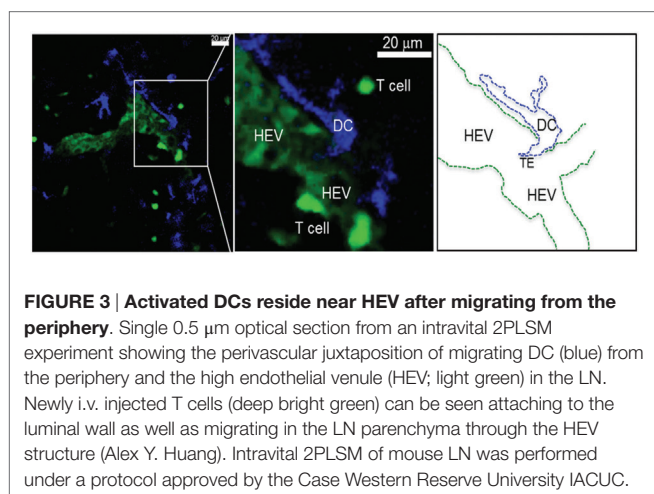 20 µm
20 µm
T cell
DC
HEV
HEV
T cell
HEV
DC
TE
HEV
FIGURE 3 | Activated DCs reside near HEV after migrating from the
periphery. Single 0.5 μm optical section from an intravital 2PLSM
experiment showing the perivascular juxtaposition of migrating DC (blue) from
the periphery and the high endothelial venule (HEV; light green) in the LN.
Newly i.v. injected T cells (deep bright green) can be seen attaching to the
luminal wall as well as migrating in the LN parenchyma through the HEV
structure (Alex Y. Huang). Intravital 2PLSM of mouse LN was performed
under a protocol approved by the Case Western Reserve University IACUC.